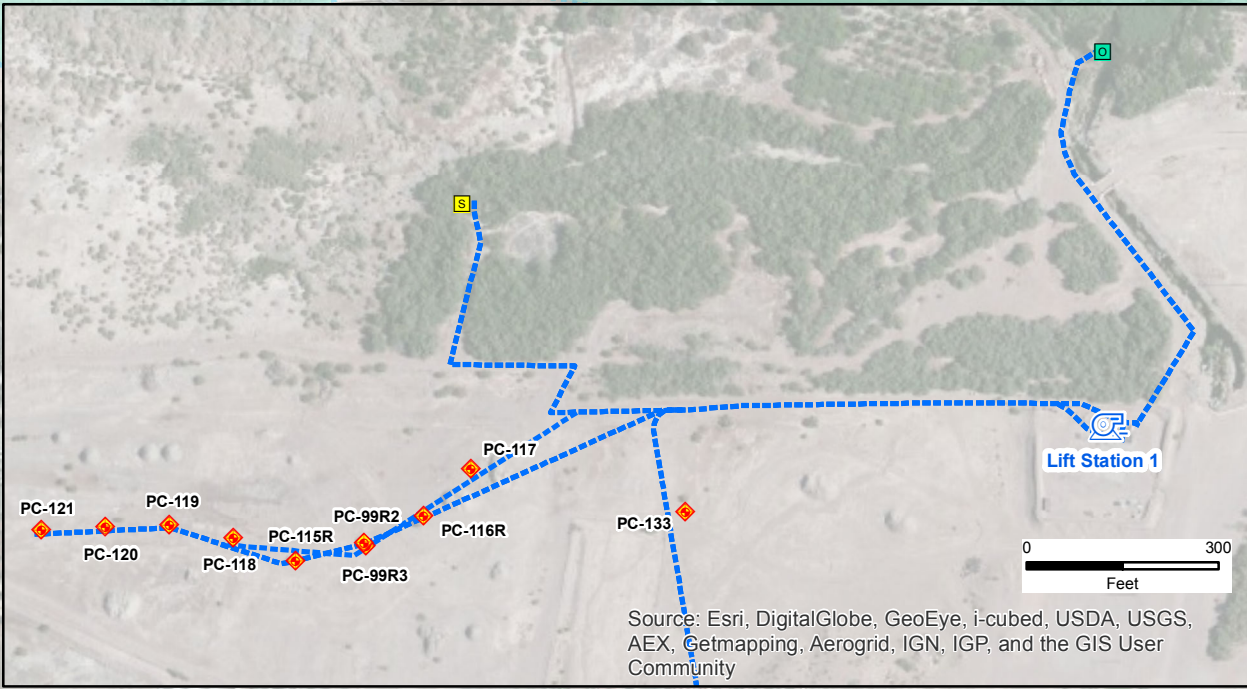 O
S
PC-117
Lift Station 1
PC-121
PC-119
PC-99R2
PC-133
PC-116R
PC-120
PC-118
PC-115R
PC-99R3
0 300
Feet
Source: Esri, DigitalGlobe, GeoEye, i-cubed, USDA, USGS,
AEX, Getmapping, Aerogrid, IGN, IGP, and the GIS User
Community